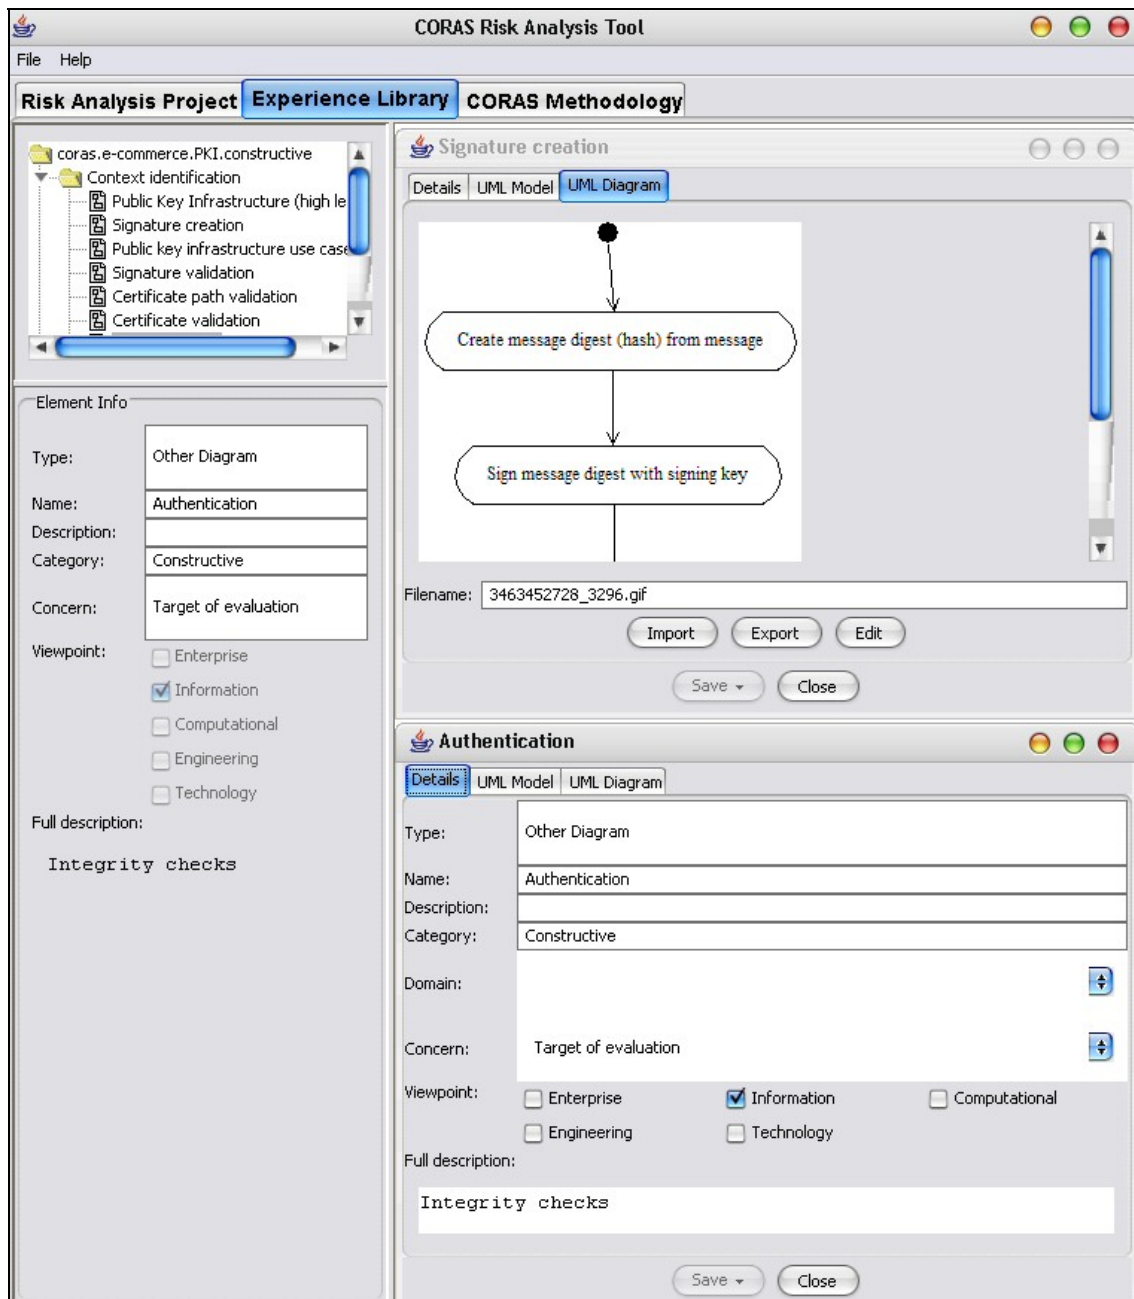 CORAS Risk Analysis Tool
File Help
Risk Analysis Project Experience Library CORAS Methodology
coras.e-commerce.PKI.constructive
Context identification
Public Key Infrastructure (high le
Signature creation
Public key infrastructure use case
Signature validation
Certificate path validation
Certificate validation
Element Info
Type: Other Diagram
Name: Authentication
Description:
Category: Constructive
Concern: Target of evaluation
Viewpoint: Enterprise
Information
Computational
Engineering
Technology
Full description:
Integrity checks
Signature creation
Details UML Model UML Diagram
Create message digest (hash) from message
Sign message digest with signing key
Filename: 3463452728_3296.gif
Import Export Edit
Save Close
Authentication
Details UML Model UML Diagram
Type: Other Diagram
Name: Authentication
Description:
Category: Constructive
Domain:
Concern: Target of evaluation
Viewpoint: Enterprise Information Computational
Engineering Technology
Full description:
Integrity checks
Save Close